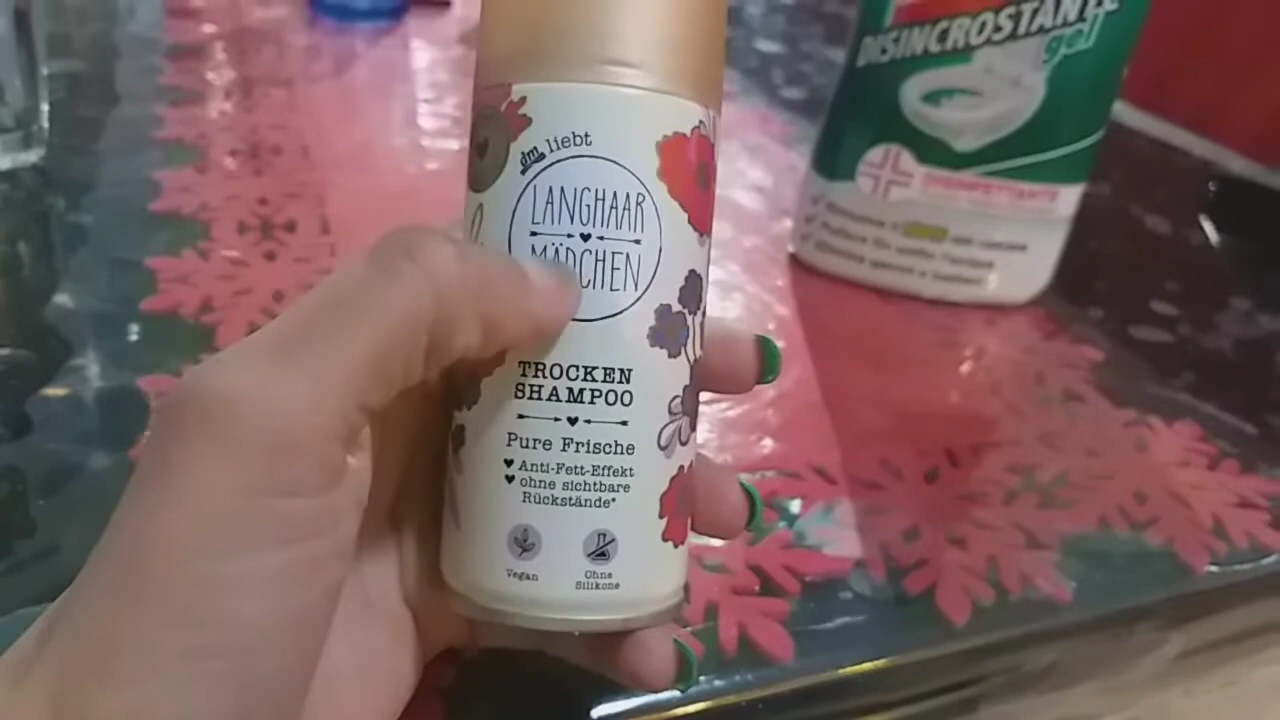 dm liebt
LANGHAAR
MÄDCHEN
TROCKEN
SHAMPOO
Pure Frische
Anti-Fett-Effekt
ohne sichtbare
Rückstände*
Vegan
Ohne
Silikone
DISINCROSTANTE
gel
DISINFETTANTE